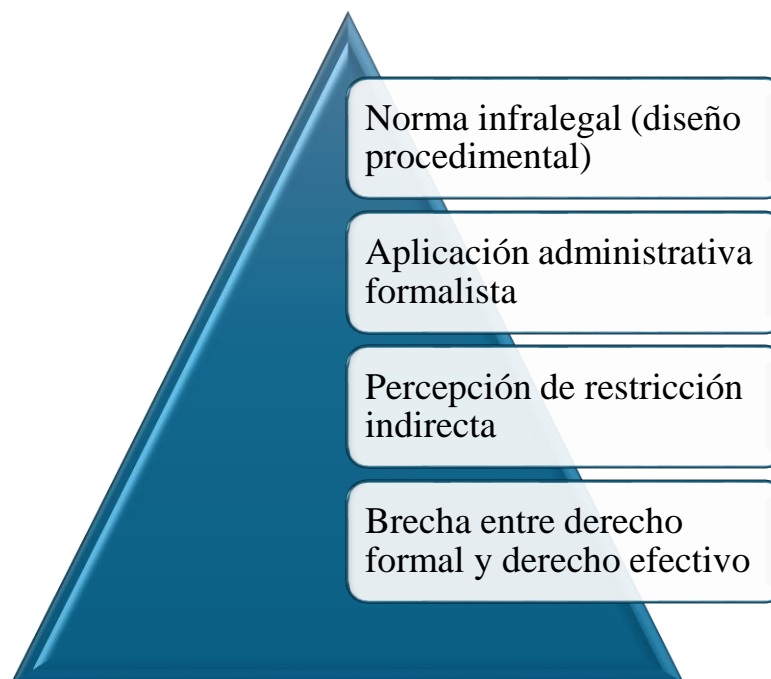 Norma infralegal (diseño
procedimental)
Aplicación administrativa
formalista
Percepción de restricción
indirecta
Brecha entre derecho
formal y derecho efectivo